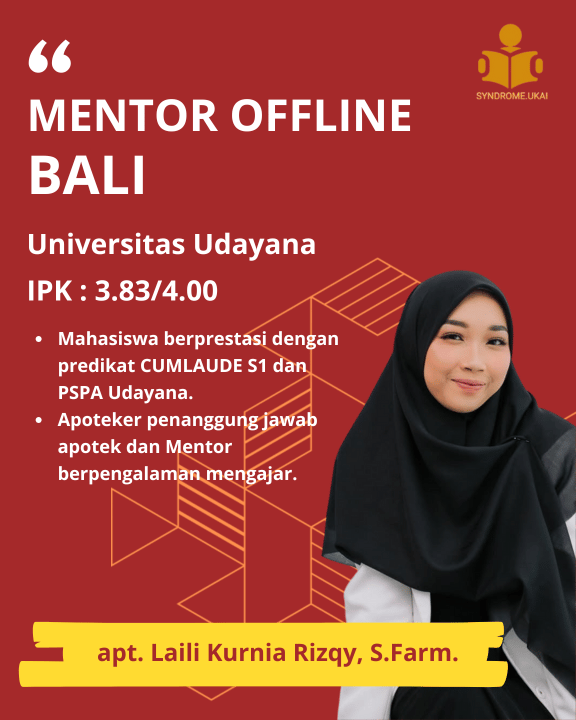 SYNDROME.UKAI
“
MENTOR OFFLINE
BALI
Universitas Udayana
IPK : 3.83/4.00
• Mahasiswa berprestasi dengan
predikat CUMLAUDE S1 dan
PSPA Udayana.
• Apoteker penanggung jawab
apotek dan Mentor
berpengalaman mengajar.
apt. Laili Kurnia Rizqy, S.Farm.